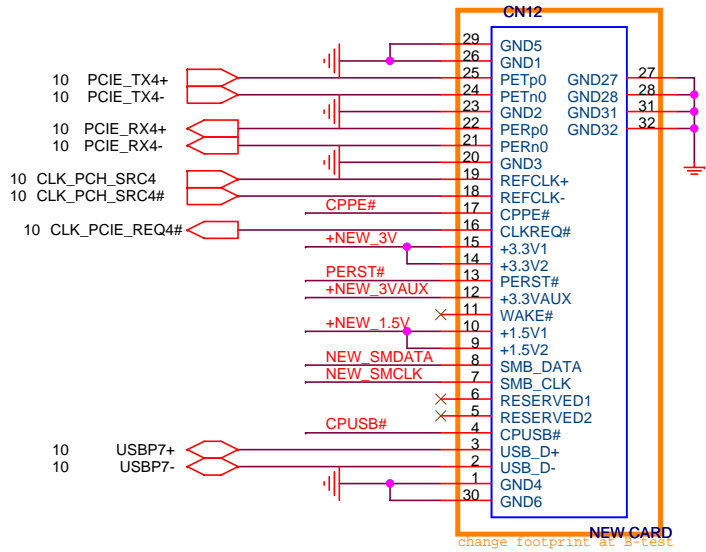 CN12
29 GND5
26 GND1
10 PCIE_TX4+ 25 PETp0 GND27 27
10 PCIE_TX4- 24 PETn0 GND28 28
23 GND2 GND31 31
10 PCIE_RX4+ 22 PERp0 GND32 32
10 PCIE_RX4- 21 PERn0
20 GND3
10 CLK_PCH_SRC4 19 REFCLK+
10 CLK_PCH_SRC4# 18 REFCLK-
CPPE# 17 CPPE#
10 CLK_PCIE_REQ4# 16 CLKREQ#
+NEW_3V 15 +3.3V1
14 +3.3V2
PERST# 13 PERST#
+NEW_3VAUX 12 +3.3VAUX
11 WAKE#
+NEW_1.5V 10 +1.5V1
9 +1.5V2
NEW_SMDATA 8 SMB_DATA
NEW_SMCLK 7 SMB_CLK
6 RESERVED1
5 RESERVED2
CPUSB# 4 CPUSB#
10 USBP7+ 3 USB_D+
10 USBP7- 2 USB_D-
1 GND4
30 GND6
NEW CARD
change footprint at B-test